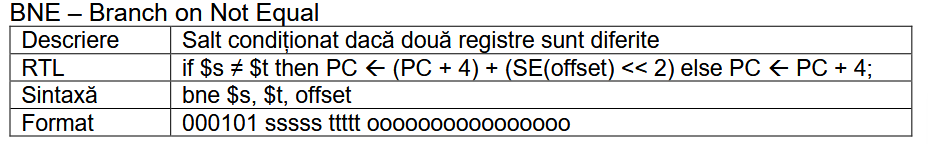 BNE – Branch on Not Equal
Descriere Salt condiționat dacă două registre sunt diferite
RTL if $s ≠ $t then PC ← (PC + 4) + (SE(offset) << 2) else PC ← PC + 4;
Sintaxă bne $s, $t, offset
Format 000101 sssss ttttt oooooooooooooooo